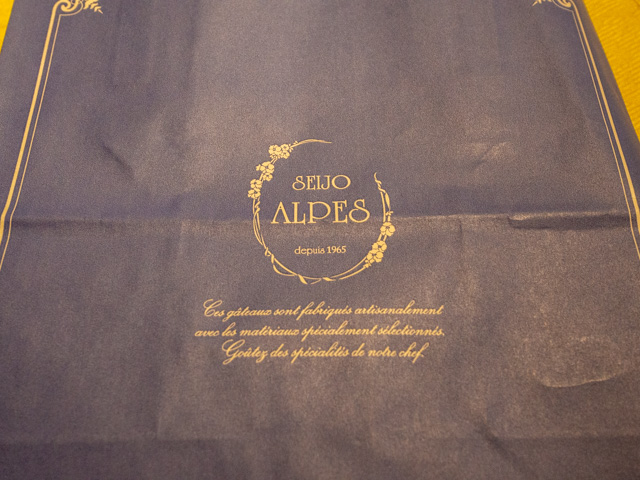 SEIJO
ALPES
depuis 1965
Ces gâteaux sont fabriqués artisanalement
avec les matériaux spécialement sélectionnés.
Goûtez des spécialités de notre chef.